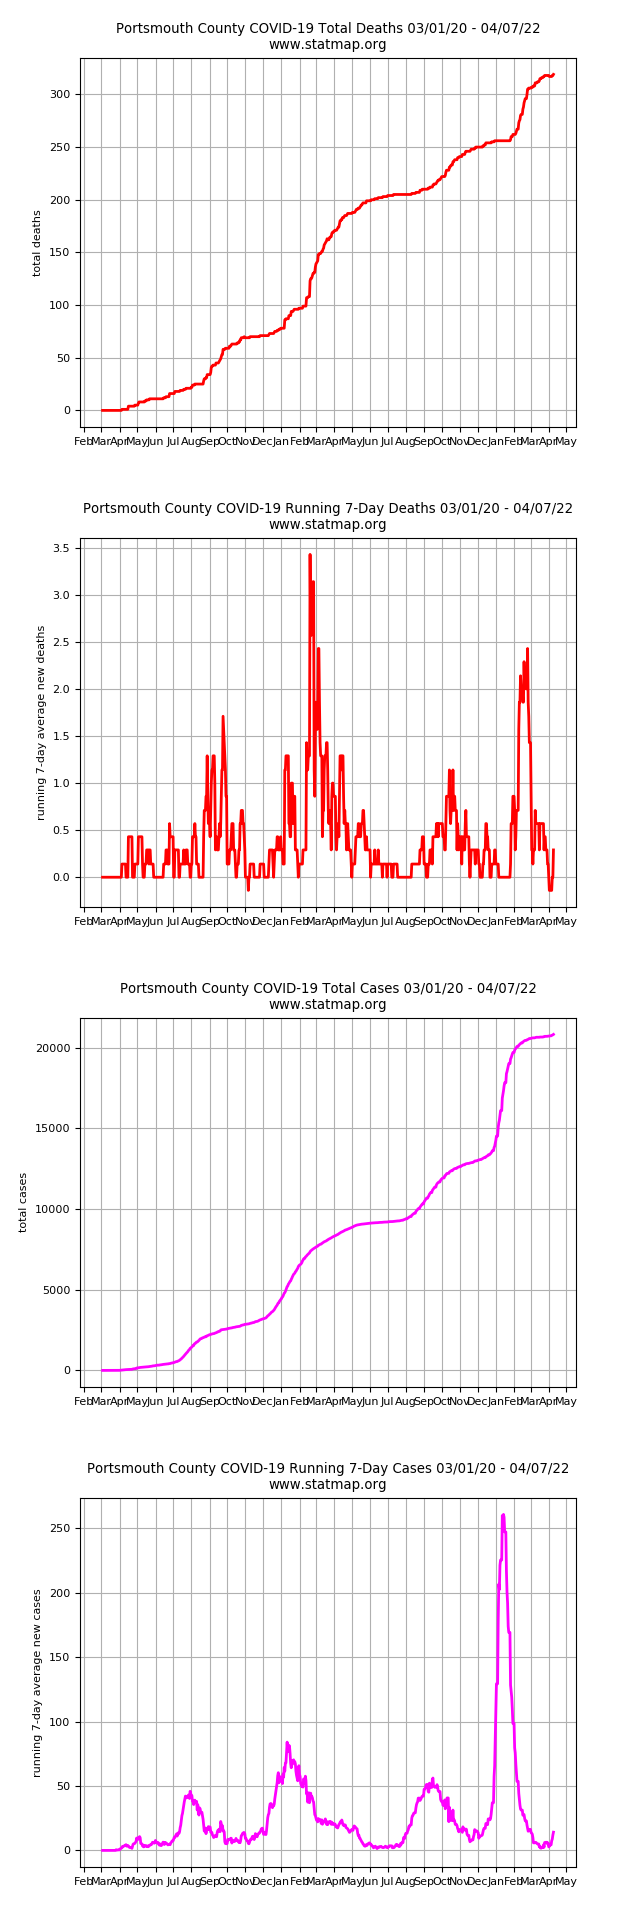 Portsmouth County COVID-19 Total Deaths 03/01/20 - 04/07/22
www.statmap.org
300
250
200
150
100
50
0
total deaths
Feb Mar Apr May Jun Jul Aug Sep Oct Nov Dec Jan Feb Mar Apr May Jun Jul Aug Sep Oct Nov Dec Jan Feb Mar Apr May
Portsmouth County COVID-19 Running 7-Day Deaths 03/01/20 - 04/07/22
www.statmap.org
3.5
3.0
2.5
2.0
1.5
1.0
0.5
0.0
running 7-day average new deaths
Feb Mar Apr May Jun Jul Aug Sep Oct Nov Dec Jan Feb Mar Apr May Jun Jul Aug Sep Oct Nov Dec Jan Feb Mar Apr May
Portsmouth County COVID-19 Total Cases 03/01/20 - 04/07/22
www.statmap.org
20000
15000
10000
5000
0
total cases
Feb Mar Apr May Jun Jul Aug Sep Oct Nov Dec Jan Feb Mar Apr May Jun Jul Aug Sep Oct Nov Dec Jan Feb Mar Apr May
Portsmouth County COVID-19 Running 7-Day Cases 03/01/20 - 04/07/22
www.statmap.org
250
200
150
100
50
0
running 7-day average new cases
Feb Mar Apr May Jun Jul Aug Sep Oct Nov Dec Jan Feb Mar Apr May Jun Jul Aug Sep Oct Nov Dec Jan Feb Mar Apr May